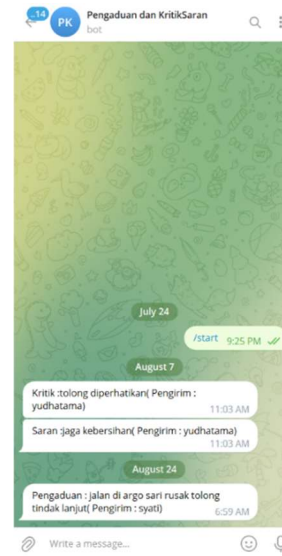 14
PK
Pengaduan dan KritikSaran
bot
July 24
/start 9:25 PM
August 7
Kritik :tolong diperhatikan( Pengirim :
yudhatama)
11:03 AM
Saran :jaga kebersihan( Pengirim : yudhatama)
11:03 AM
August 24
Pengaduan : jalan di argo sari rusak tolong
tindak lanjut( Pengirim : syati)
6:59 AM
Write a message...